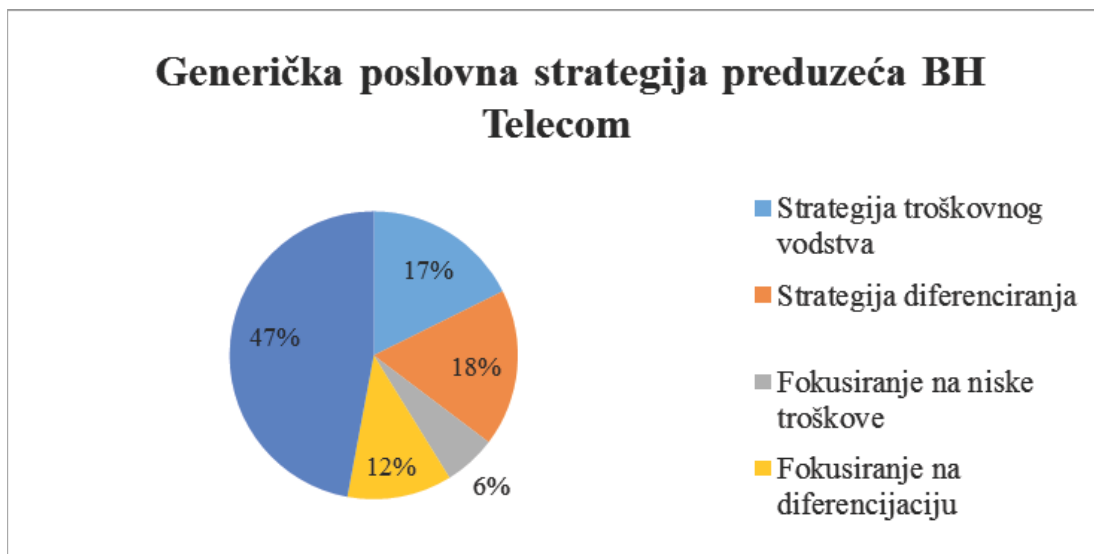 Generička poslovna strategija preduzeća BH
Telecom
17%
18%
6%
12%
47%
Strategija troškovnog
vodstva
Strategija diferenciranja
Fokusiranje na niske
troškove
Fokusiranje na
diferencijaciju